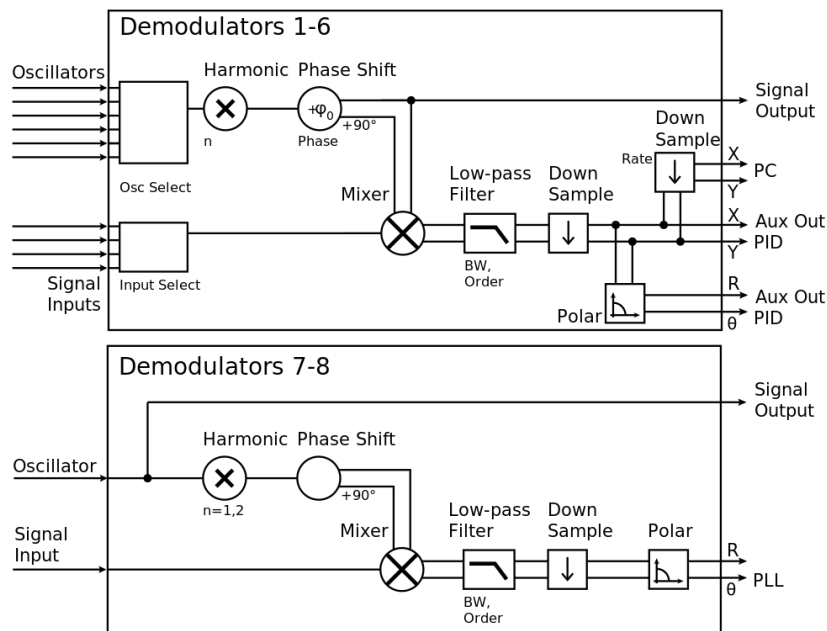 Demodulators 1-6
Oscillators
Harmonic
Phase Shift
+φ0
+90°
n
Phase
Osc Select
Signal
Output
Down
Sample
Rate
X
PC
Y
Mixer
Low-pass
Filter
Down
Sample
X
Aux Out
Y
PID
BW,
Order
Signal
Inputs
Input Select
Polar
R
Aux Out
θ
PID
Demodulators 7-8
Signal
Output
Oscillator
Harmonic
Phase Shift
+90°
n=1,2
Signal
Input
Mixer
Low-pass
Filter
Down
Sample
Polar
R
θ
PLL
BW,
Order